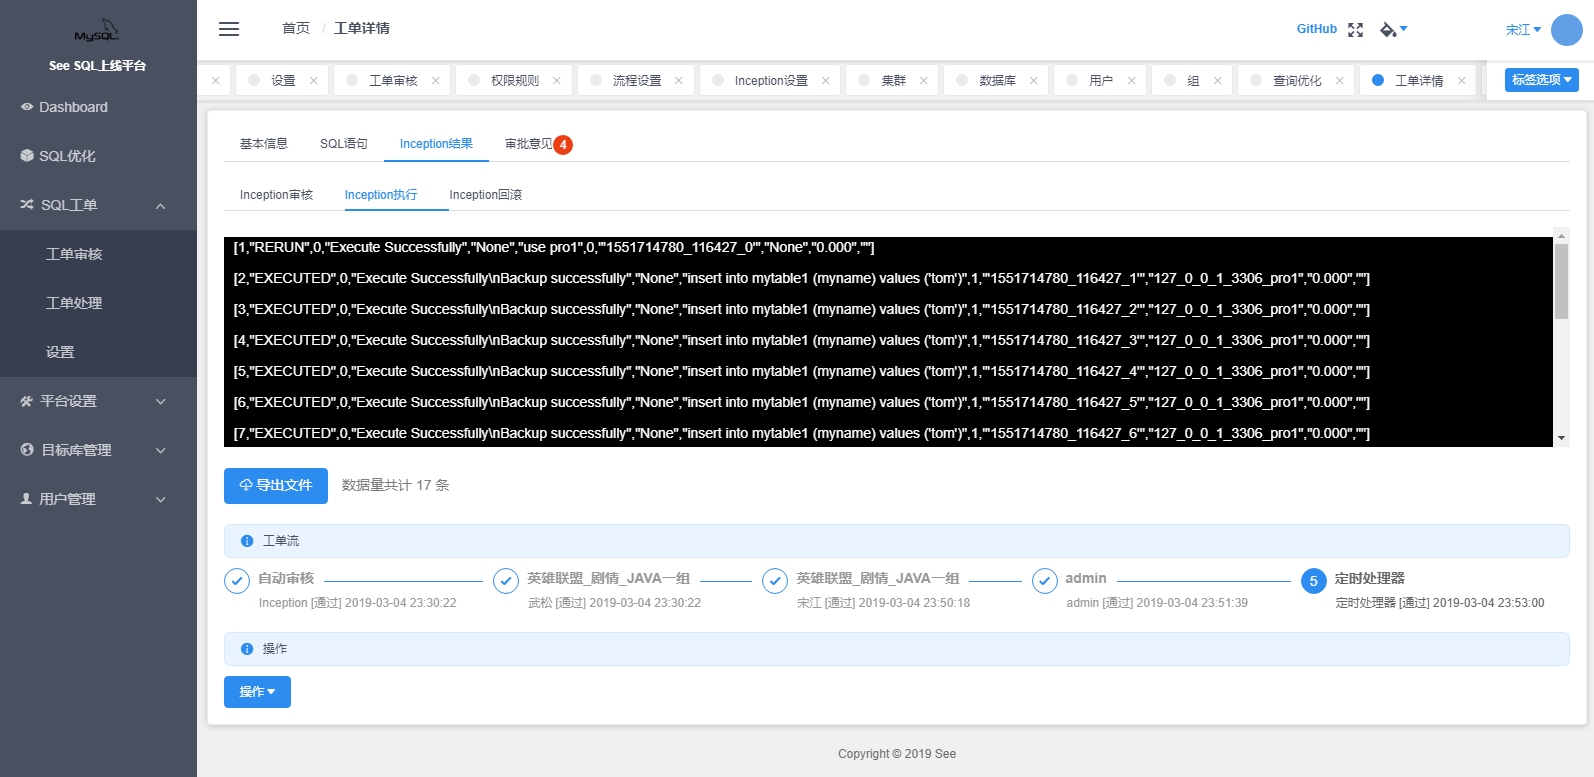 MySQL
See SQL上线平台
Dashboard
SQL优化
SQL工单
工单审核
工单处理
设置
平台设置
目标库管理
用户管理
首页 / 工单详情
GitHub
宋江
设置
工单审核
权限规则
流程设置
Inception设置
集群
数据库
用户
组
查询优化
工单详情
标签选项
基本信息
SQL语句
Inception结果
审批意见 4
Inception审核
Inception执行
Inception回滚
[1,"RERUN",0,"Execute Successfully","None","use pro1",0,"'1551714780_116427_0'","None","0.000",""]
[2,"EXECUTED",0,"Execute Successfully\nBackup successfully","None","insert into mytable1 (myname) values ('tom')",1,"'1551714780_116427_1'","127_0_0_1_3306_pro1","0.000",""]
[3,"EXECUTED",0,"Execute Successfully\nBackup successfully","None","insert into mytable1 (myname) values ('tom')",1,"'1551714780_116427_2'","127_0_0_1_3306_pro1","0.000",""]
[4,"EXECUTED",0,"Execute Successfully\nBackup successfully","None","insert into mytable1 (myname) values ('tom')",1,"'1551714780_116427_3'","127_0_0_1_3306_pro1","0.000",""]
[5,"EXECUTED",0,"Execute Successfully\nBackup successfully","None","insert into mytable1 (myname) values ('tom')",1,"'1551714780_116427_4'","127_0_0_1_3306_pro1","0.000",""]
[6,"EXECUTED",0,"Execute Successfully\nBackup successfully","None","insert into mytable1 (myname) values ('tom')",1,"'1551714780_116427_5'","127_0_0_1_3306_pro1","0.000",""]
[7,"EXECUTED",0,"Execute Successfully\nBackup successfully","None","insert into mytable1 (myname) values ('tom')",1,"'1551714780_116427_6'","127_0_0_1_3306_pro1","0.000",""]
导出文件
数据量共计 17 条
工单流
自动审核
Inception [通过] 2019-03-04 23:30:22
英雄联盟_剧情_JAVA一组
武松 [通过] 2019-03-04 23:30:22
英雄联盟_剧情_JAVA一组
宋江 [通过] 2019-03-04 23:50:18
admin
admin [通过] 2019-03-04 23:51:39
5 定时处理器
定时处理器 [通过] 2019-03-04 23:53:00
操作
操作
Copyright © 2019 See